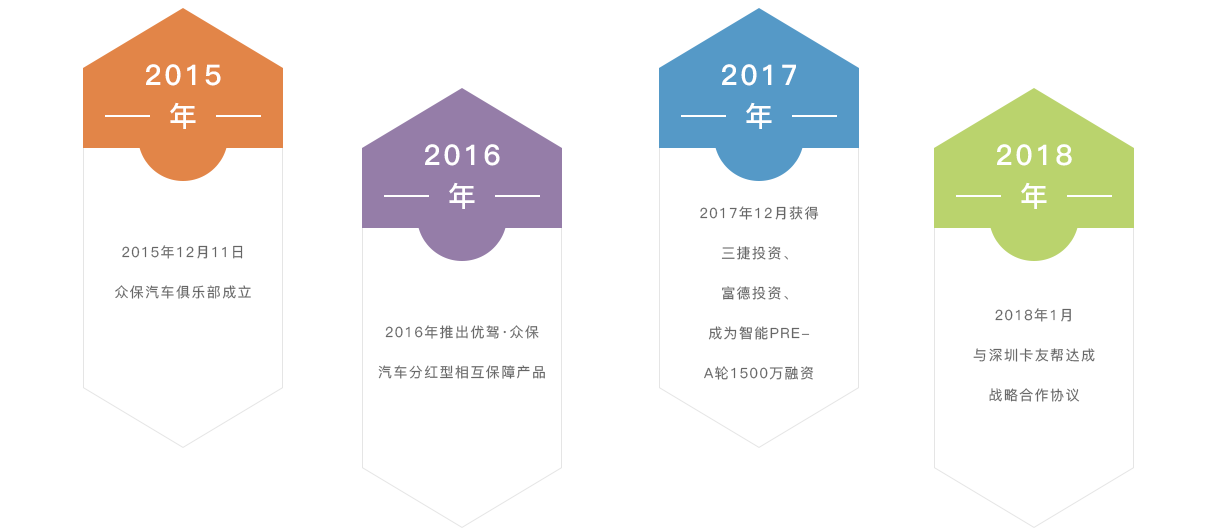 2015
年
2015年12月11日
众保汽车俱乐部成立
2016
年
2016年推出优驾·众保
汽车分红型相互保障产品
2017
年
2017年12月获得
三捷投资、
富德投资、
成为智能PRE-
A轮1500万融资
2018
年
2018年1月
与深圳卡友帮达成
战略合作协议